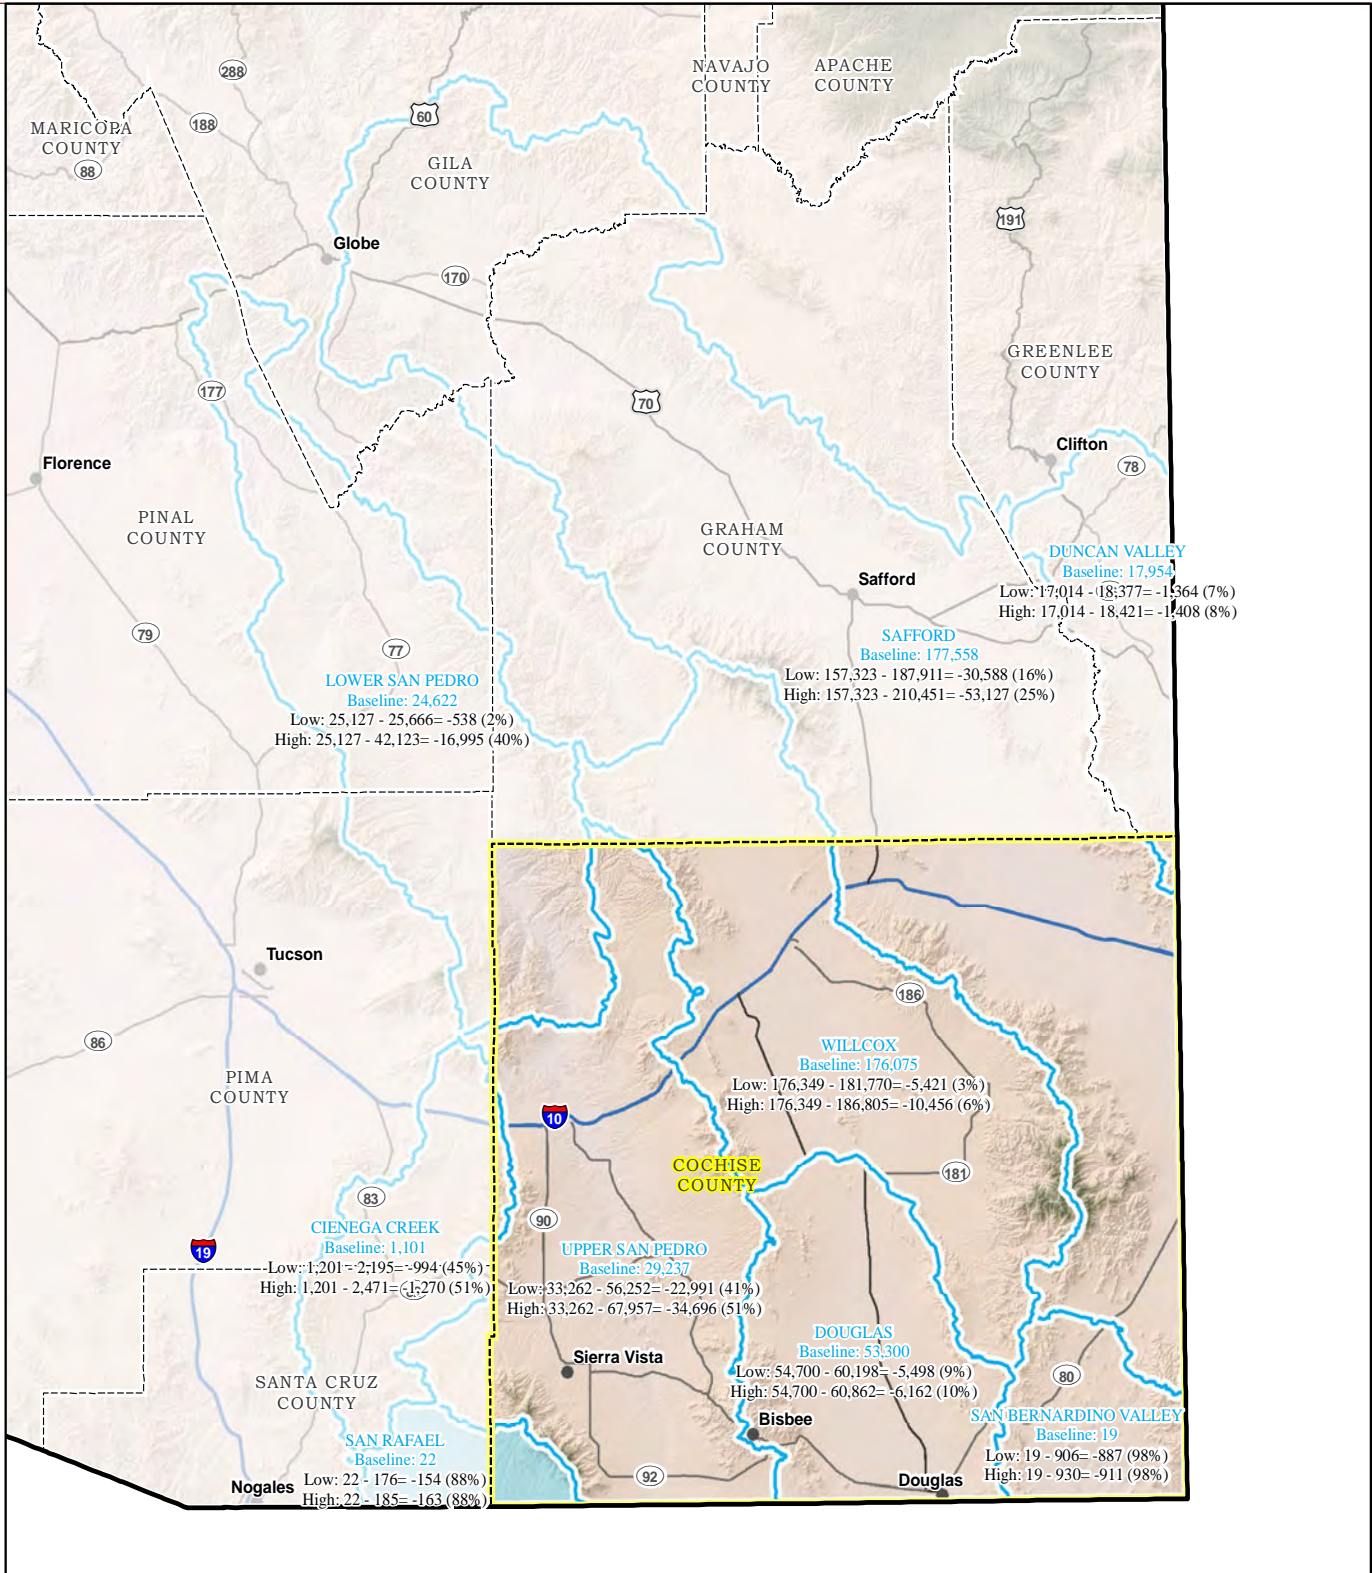 288
NAVAJO
COUNTY
APACHE
COUNTY
60
188
MARICOPA
COUNTY
88
GILA
COUNTY
191
Globe
170
GREENLEE
COUNTY
177
70
Clifton
78
Florence
PINAL
COUNTY
GRAHAM
COUNTY
DUNCAN VALLEY
Baseline: 17,954
Low: 17,014 - 18,377= -1,364 (7%)
High: 17,014 - 18,421= -1,408 (8%)
Safford
79
77
SAFFORD
Baseline: 177,558
Low: 157,323 - 187,911= -30,588 (16%)
High: 157,323 - 210,451= -53,127 (25%)
LOWER SAN PEDRO
Baseline: 24,622
Low: 25,127 - 25,666= -538 (2%)
High: 25,127 - 42,123= -16,995 (40%)
Tucson
186
86
PIMA
COUNTY
WILLCOX
Baseline: 176,075
Low: 176,349 - 181,770= -5,421 (3%)
High: 176,349 - 186,805= -10,456 (6%)
10
COCHISE
COUNTY
181
83
90
19
CIENEGA CREEK
Baseline: 1,101
Low: 1,201 - 2,195= -994 (45%)
High: 1,201 - 2,471= -1,270 (51%)
UPPER SAN PEDRO
Baseline: 29,237
Low: 33,262 - 56,252= -22,991 (41%)
High: 33,262 - 67,957= -34,696 (51%)
DOUGLAS
Baseline: 53,300
Low: 54,700 - 60,198= -5,498 (9%)
High: 54,700 - 60,862= -6,162 (10%)
Sierra Vista
80
SANTA CRUZ
COUNTY
Bisbee
SAN BERNARDINO VALLEY
Baseline: 19
Low: 19 - 906= -887 (98%)
High: 19 - 930= -911 (98%)
SAN RAFAEL
Baseline: 22
Low: 22 - 176= -154 (88%)
High: 22 - 185= -163 (88%)
Nogales
92
Douglas